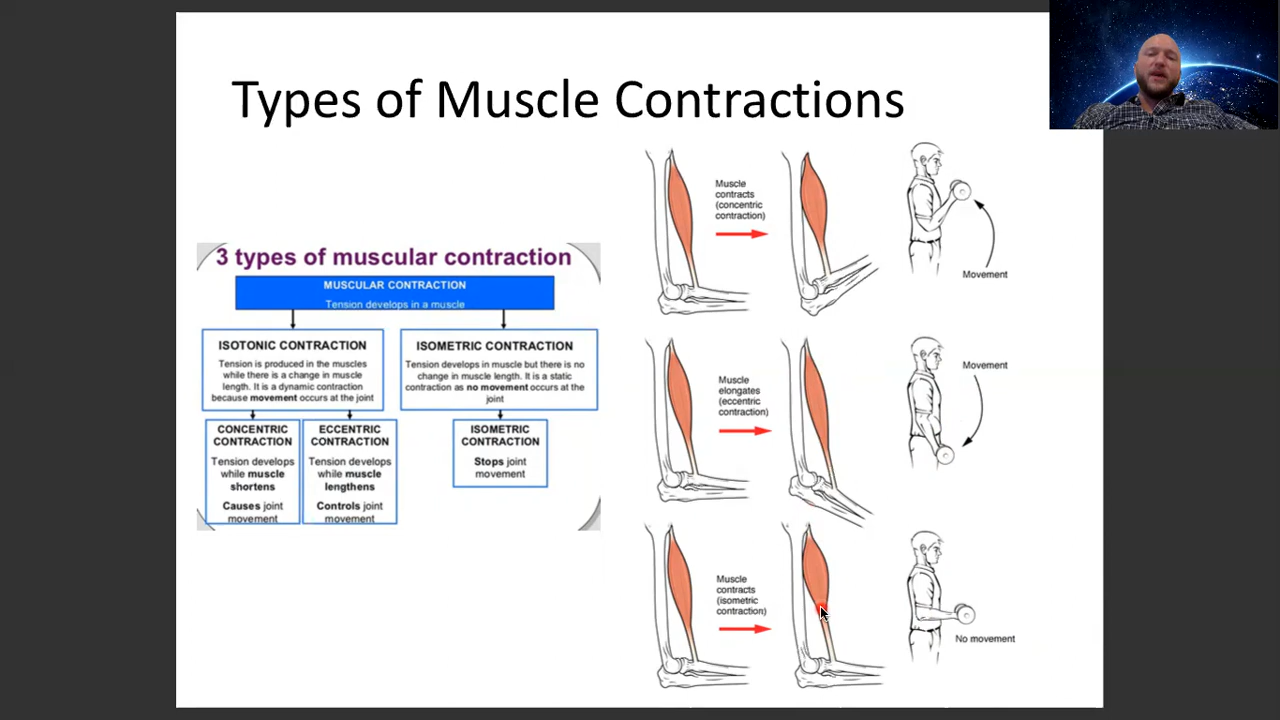 Types of Muscle Contractions
3 types of muscular contraction
MUSCULAR CONTRACTION
Tension develops in a muscle
ISOTONIC CONTRACTION
Tension is produced in the muscles
while there is a change in muscle
length. It is a dynamic contraction
because movement occurs at the joint
ISOMETRIC CONTRACTION
Tension develops in muscle but there is no
change in muscle length. It is a static
contraction as no movement occurs at the
joint
CONCENTRIC
CONTRACTION
Tension develops
while muscle
shortens
Causes joint
movement
ECCENTRIC
CONTRACTION
Tension develops
while muscle
lengthens
Controls joint
movement
ISOMETRIC
CONTRACTION
Stops joint
movement
Muscle
contracts
(concentric
contraction)
Movement
Muscle
elongates
(eccentric
contraction)
Movement
Muscle
contracts
(isometric
contraction)
No movement